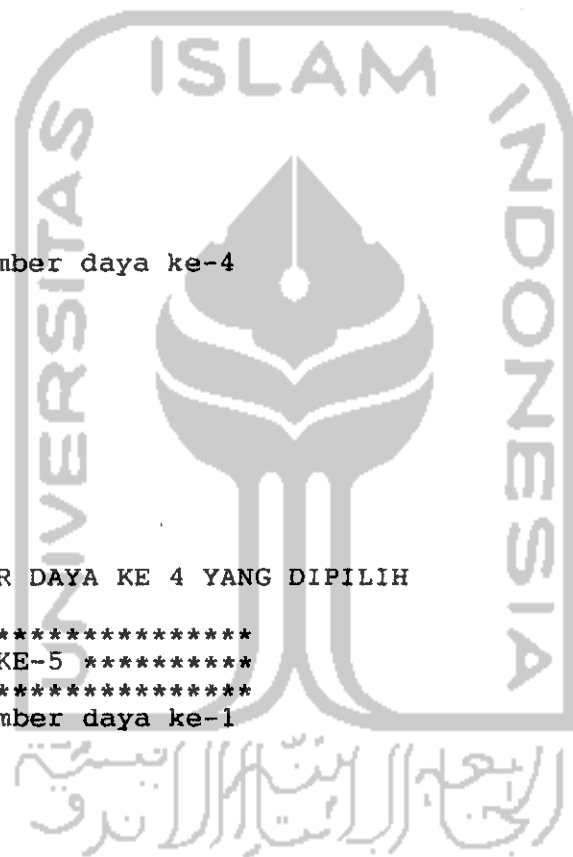 ISLAM
UNIVERSITAS
INDONESIA
mber daya ke-4
R DAYA KE 4 YANG DIPILIH
****************
KE-5 **********
****************
mber daya ke-1